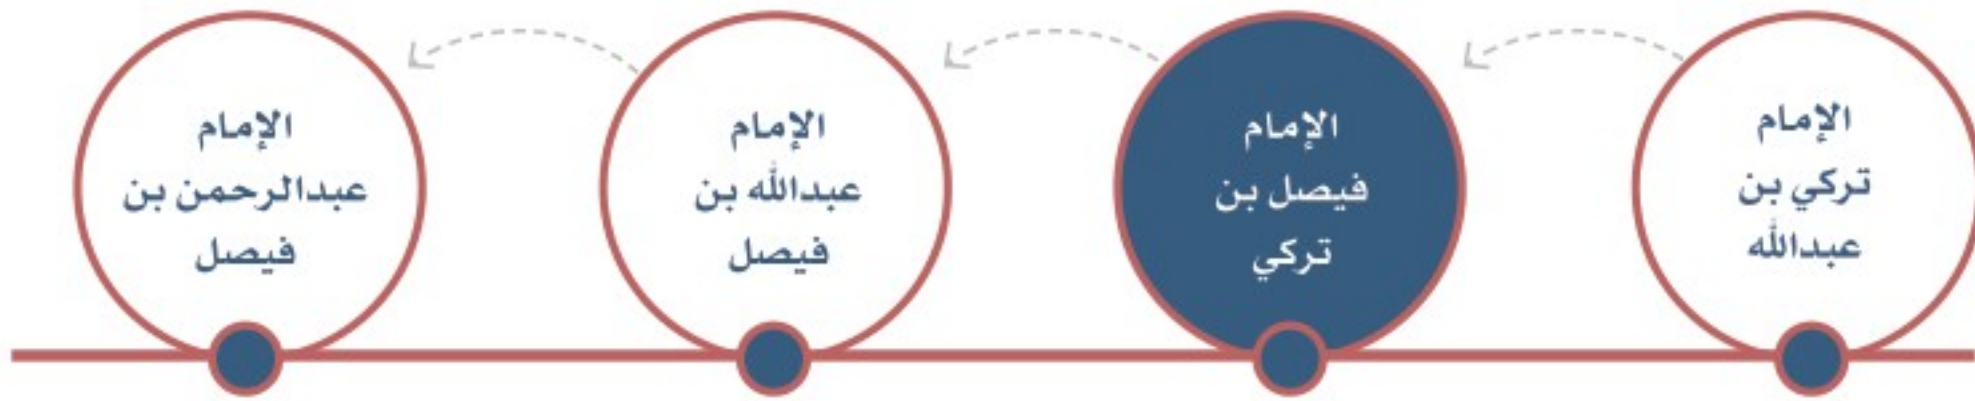 الإمام
تركي بن
عبدالله
الإمام
فيصل بن
تركي
الإمام
عبدالله بن
فيصل
الإمام
عبدالرحمن بن
فيصل